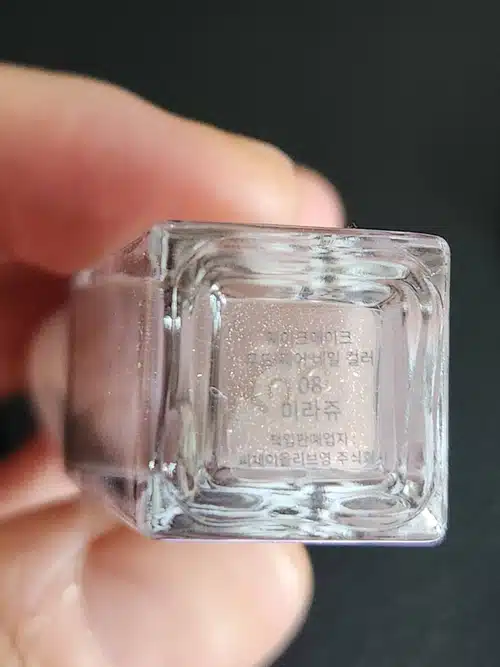 웨이크메이크
무드페어 네일 컬러
08
미라쥬
책임판매업자 :
씨제이올리브영 주식회사